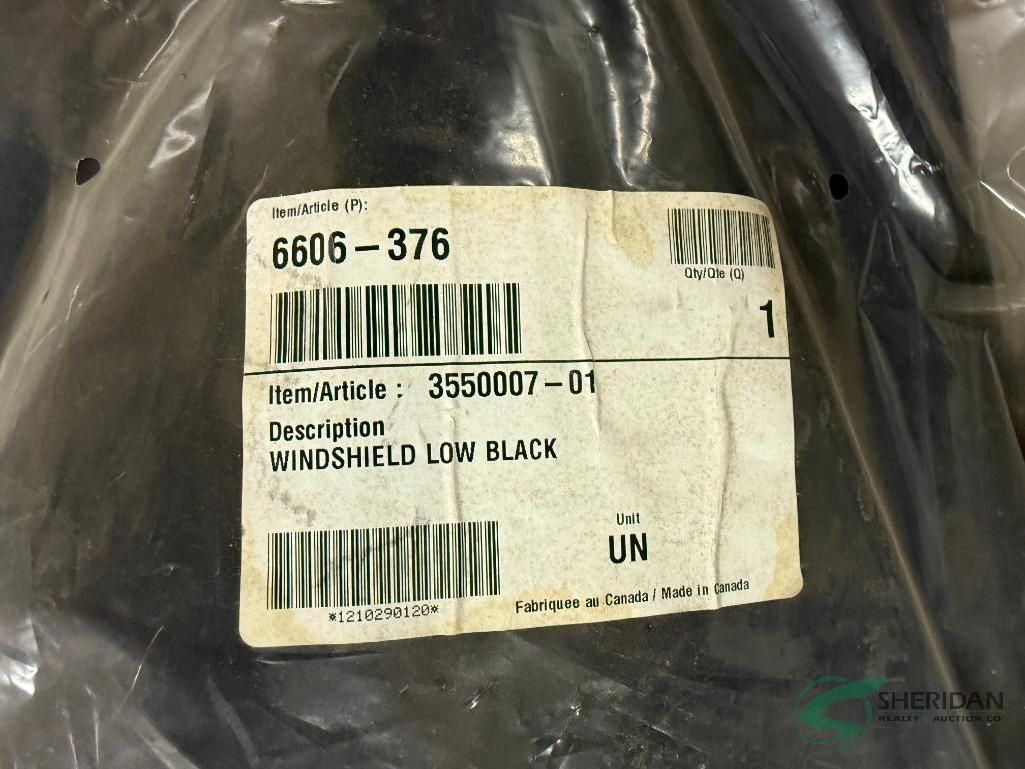 Item/Article (P):
6606-376
Qty/Qte (Q)
1
Item/Article : 3550007-01
Description
WINDSHIELD LOW BLACK
Unit
UN
*1210290120*
Fabriquee au Canada / Made in Canada
SHERIDAN
REALTY & AUCTION CO.